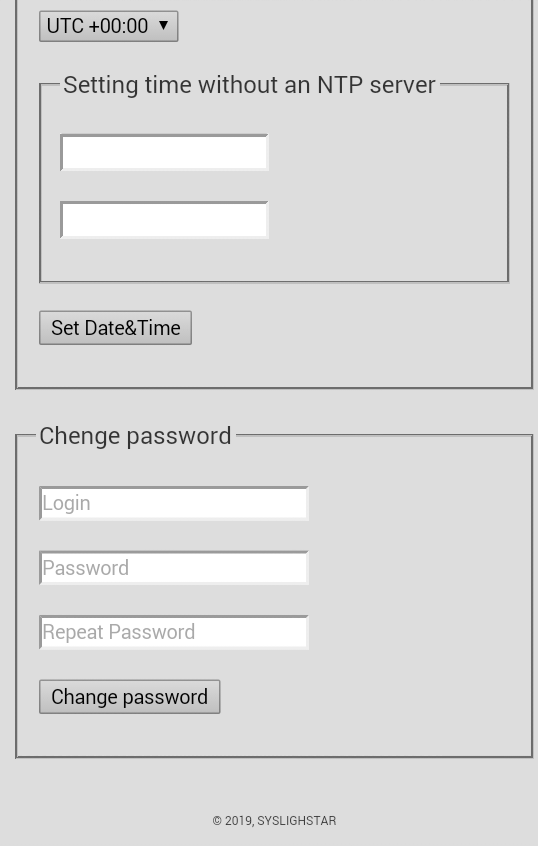 UTC +00:00 ▼
Setting time without an NTP server
Set Date&Time
Chenge password
Login
Password
Repeat Password
Change password
© 2019, SYSLIGHSTAR